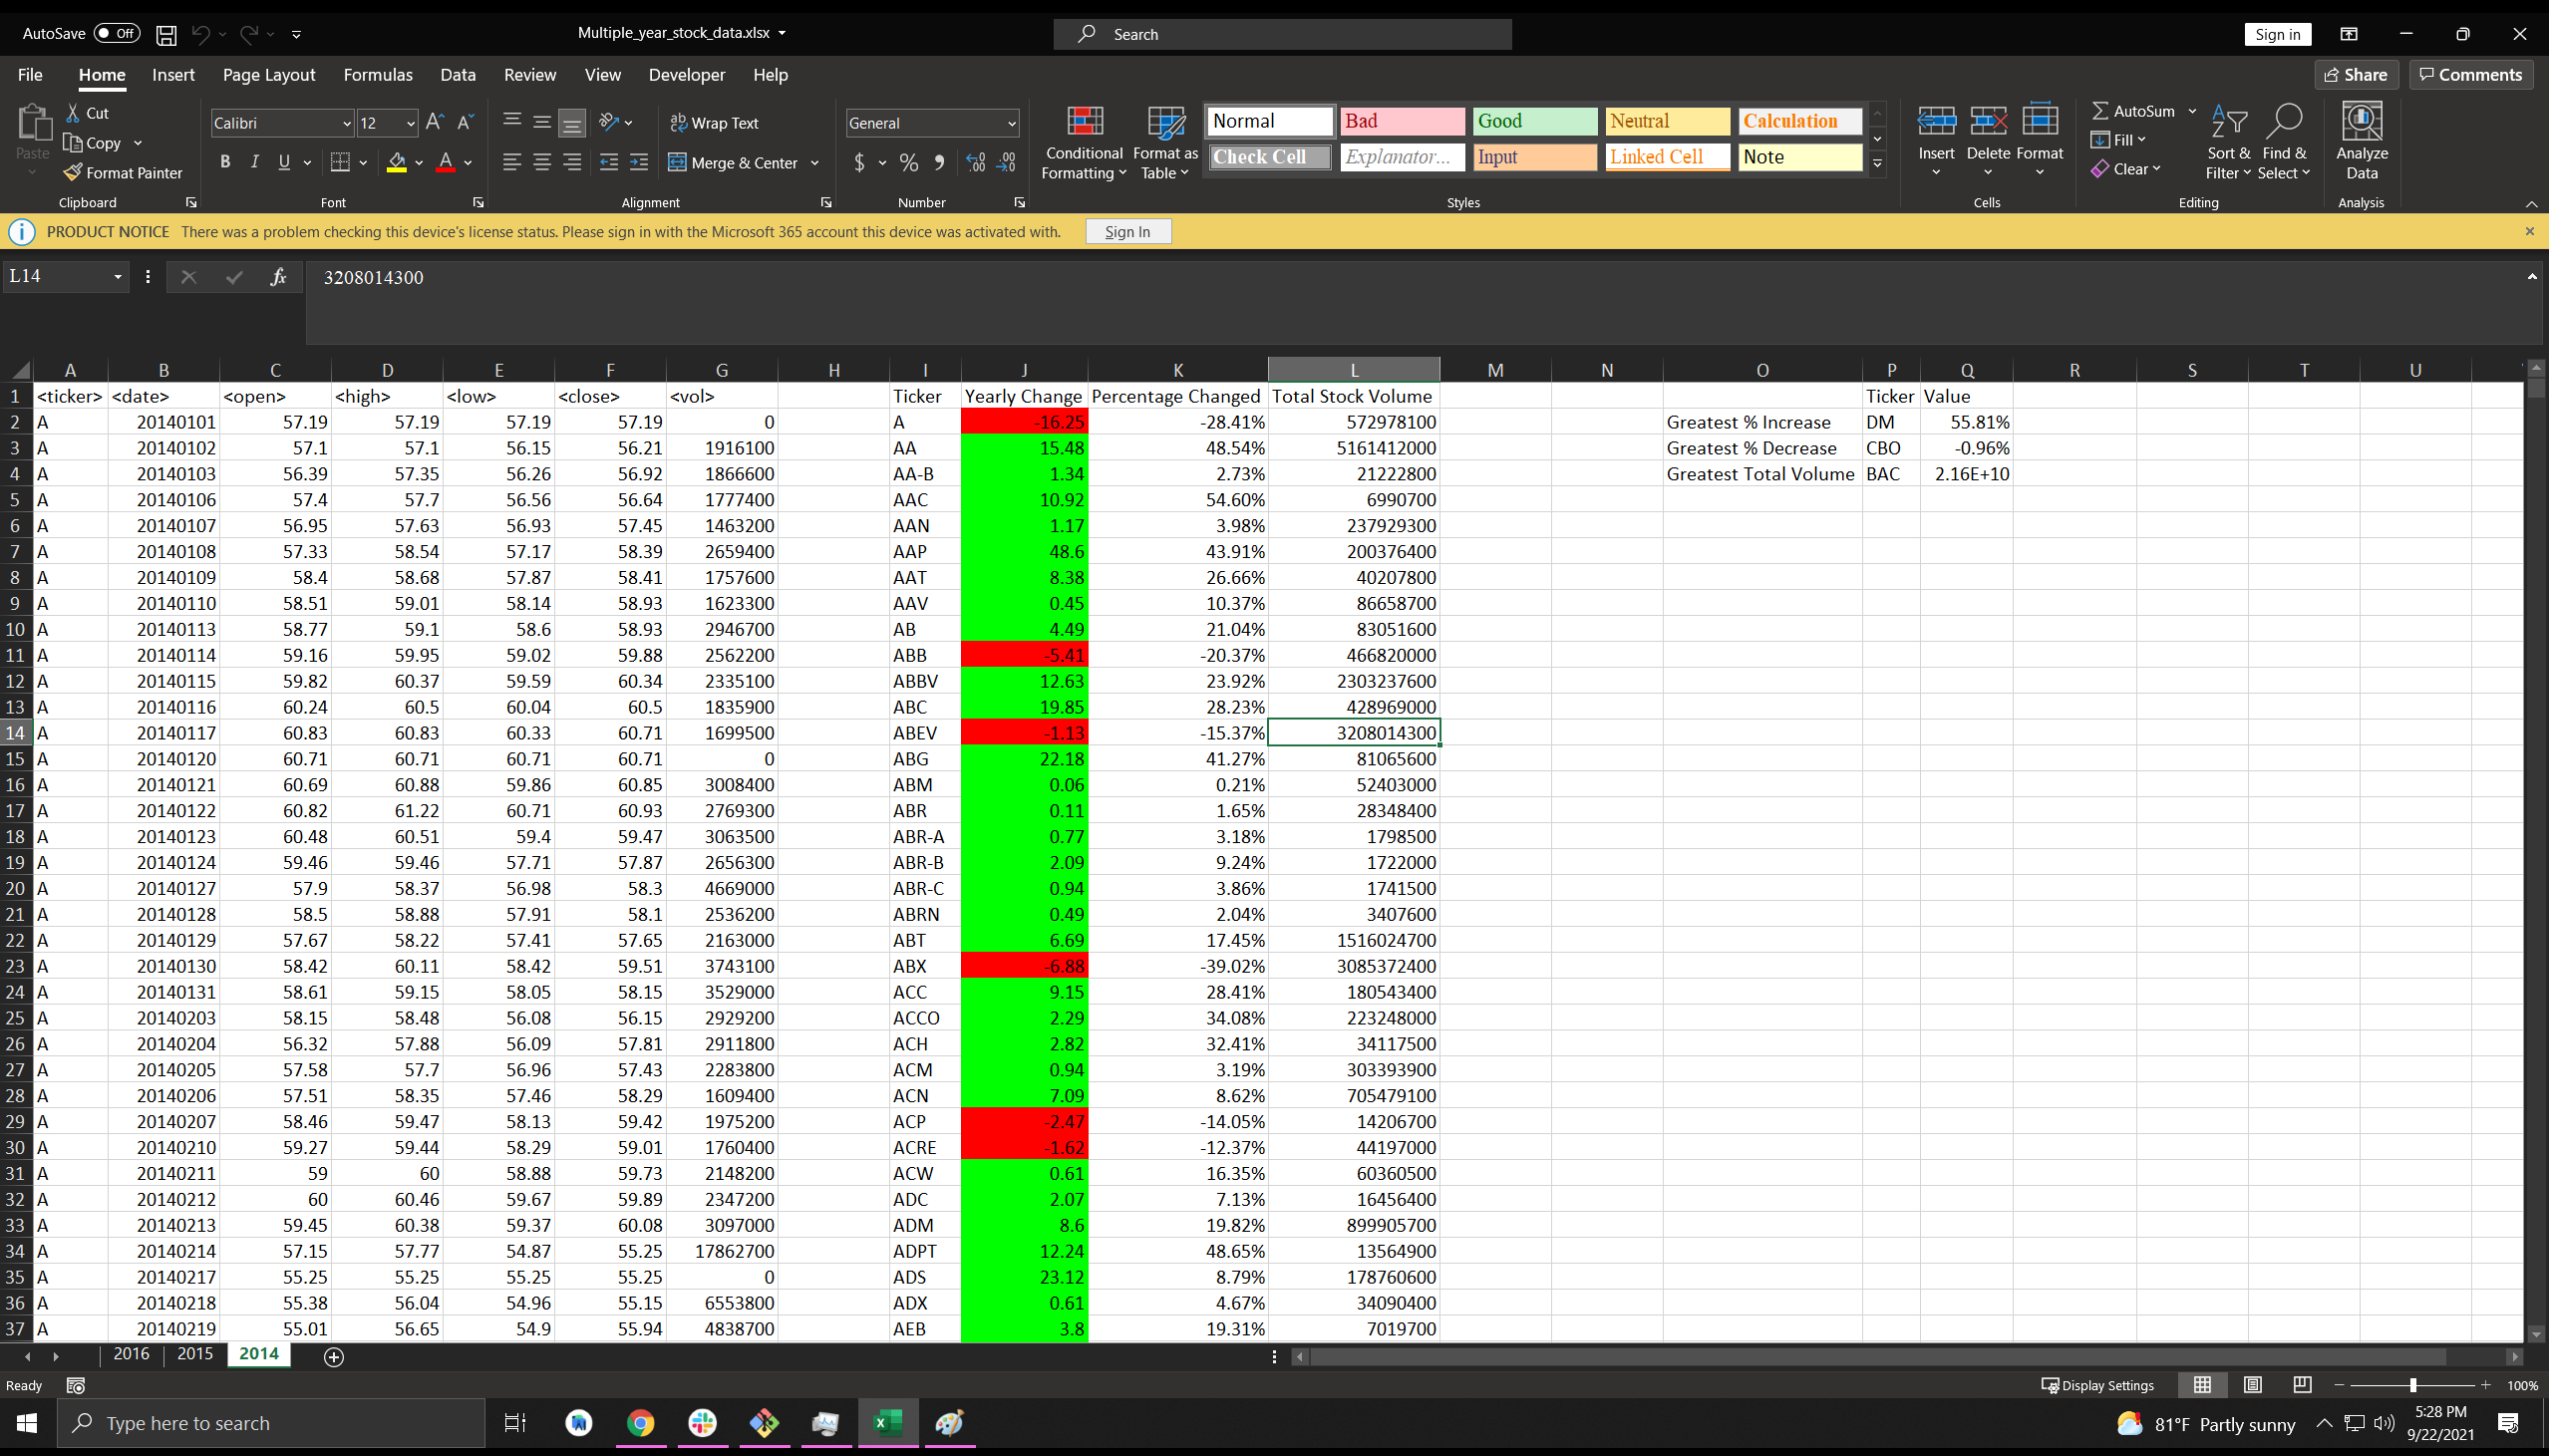 AutoSave Off Multiple_year_stock_data.xlsx Search Sign in
File Home Insert Page Layout Formulas Data Review View Developer Help Share Comments
Paste Cut Copy Format Painter Clipboard
Calibri 12 B I U A Font
Wrap Text Merge & Center Alignment
General $ % Number
Conditional Formatting Format as Table
Normal Bad Good Neutral Calculation
Check Cell Explanator... Input Linked Cell Note
Styles
Insert Delete Format Cells
AutoSum Fill Clear Sort & Filter Find & Select Editing
Analyze Data Analysis
PRODUCT NOTICE There was a problem checking this device's license status. Please sign in with the Microsoft 365 account this device was activated with. Sign In
L14 fx 3208014300
A B C D E F G H I J K L M N O P Q R S T U
1 <ticker> <date> <open> <high> <low> <close> <vol> Ticker Yearly Change Percentage Changed Total Stock Volume Ticker Value
2 A 20140101 57.19 57.19 57.19 57.19 0 A -16.25 -28.41% 572978100 Greatest % Increase DM 55.81%
3 A 20140102 57.1 57.1 56.15 56.21 1916100 AA 15.48 48.54% 5161412000 Greatest % Decrease CBO -0.96%
4 A 20140103 56.39 57.35 56.26 56.92 1866600 AA-B 1.34 2.73% 21222800 Greatest Total Volume BAC 2.16E+10
5 A 20140106 57.4 57.7 56.56 56.64 1777400 AAC 10.92 54.60% 6990700
6 A 20140107 56.95 57.63 56.93 57.45 1463200 AAN 1.17 3.98% 237929300
7 A 20140108 57.33 58.54 57.17 58.39 2659400 AAP 48.6 43.91% 200376400
8 A 20140109 58.4 58.68 57.87 58.41 1757600 AAT 8.38 26.66% 40207800
9 A 20140110 58.51 59.01 58.14 58.93 1623300 AAV 0.45 10.37% 86658700
10 A 20140113 58.77 59.1 58.6 58.93 2946700 AB 4.49 21.04% 83051600
11 A 20140114 59.16 59.95 59.02 59.88 2562200 ABB -5.41 -20.37% 466820000
12 A 20140115 59.82 60.37 59.59 60.34 2335100 ABBV 12.63 23.92% 2303237600
13 A 20140116 60.24 60.5 60.04 60.5 1835900 ABC 19.85 28.23% 428969000
14 A 20140117 60.83 60.83 60.33 60.71 1699500 ABEV -1.13 -15.37% 3208014300
15 A 20140120 60.71 60.71 60.71 60.71 0 ABG 22.18 41.27% 81065600
16 A 20140121 60.69 60.88 59.86 60.85 3008400 ABM 0.06 0.21% 52403000
17 A 20140122 60.82 61.22 60.71 60.93 2769300 ABR 0.11 1.65% 28348400
18 A 20140123 60.48 60.51 59.4 59.47 3063500 ABR-A 0.77 3.18% 1798500
19 A 20140124 59.46 59.46 57.71 57.87 2656300 ABR-B 2.09 9.24% 1722000
20 A 20140127 57.9 58.37 56.98 58.3 4669000 ABR-C 0.94 3.86% 1741500
21 A 20140128 58.5 58.88 57.91 58.1 2536200 ABRN 0.49 2.04% 3407600
22 A 20140129 57.67 58.22 57.41 57.65 2163000 ABT 6.69 17.45% 1516024700
23 A 20140130 58.42 60.11 58.42 59.51 3743100 ABX -6.88 -39.02% 3085372400
24 A 20140131 58.61 59.15 58.05 58.15 3529000 ACC 9.15 28.41% 180543400
25 A 20140203 58.15 58.48 56.08 56.15 2929200 ACCO 2.29 34.08% 223248000
26 A 20140204 56.32 57.88 56.09 57.81 2911800 ACH 2.82 32.41% 34117500
27 A 20140205 57.58 57.7 56.96 57.43 2283800 ACM 0.94 3.19% 303393900
28 A 20140206 57.51 58.35 57.46 58.29 1609400 ACN 7.09 8.62% 705479100
29 A 20140207 58.46 59.47 58.13 59.42 1975200 ACP -2.47 -14.05% 14206700
30 A 20140210 59.27 59.44 58.29 59.01 1760400 ACRE -1.62 -12.37% 44197000
31 A 20140211 59 60 58.88 59.73 2148200 ACW 0.61 16.35% 60360500
32 A 20140212 60 60.46 59.67 59.89 2347200 ADC 2.07 7.13% 16456400
33 A 20140213 59.45 60.38 59.37 60.08 3097000 ADM 8.6 19.82% 899905700
34 A 20140214 57.15 57.77 54.87 55.25 17862700 ADPT 12.24 48.65% 13564900
35 A 20140217 55.25 55.25 55.25 55.25 0 ADS 23.12 8.79% 178760600
36 A 20140218 55.38 56.04 54.96 55.15 6553800 ADX 0.61 4.67% 34090400
37 A 20140219 55.01 56.65 54.9 55.94 4838700 AEB 3.8 19.31% 7019700
2016 2015 2014
Ready Display Settings 100%
Type here to search 81°F Partly sunny 5:28 PM
9/22/2021